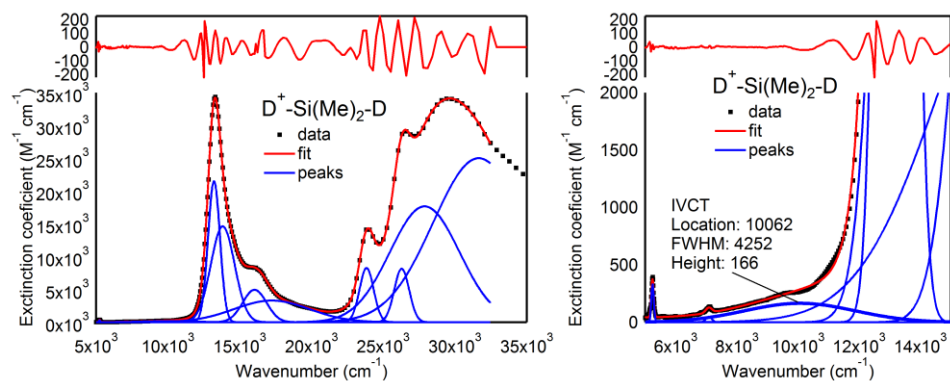 200
100
0
-100
-200
35x10³
30x10³
25x10³
20x10³
15x10³
10x10³
5x10³
0x10³
Exctinction coeficient (M⁻¹ cm⁻¹)
D⁺-Si(Me)₂-D
data
fit
peaks
5x10³ 10x10³ 15x10³ 20x10³ 25x10³ 30x10³ 35x10³
Wavenumber (cm⁻¹)
200
100
0
-100
-200
2000
1500
1000
500
0
Exctinction coeficient (M⁻¹ cm⁻¹)
D⁺-Si(Me)₂-D
data
fit
peaks
IVCT
Location: 10062
FWHM: 4252
Height: 166
6x10³ 8x10³ 10x10³ 12x10³ 14x10³
Wavenumber (cm⁻¹)